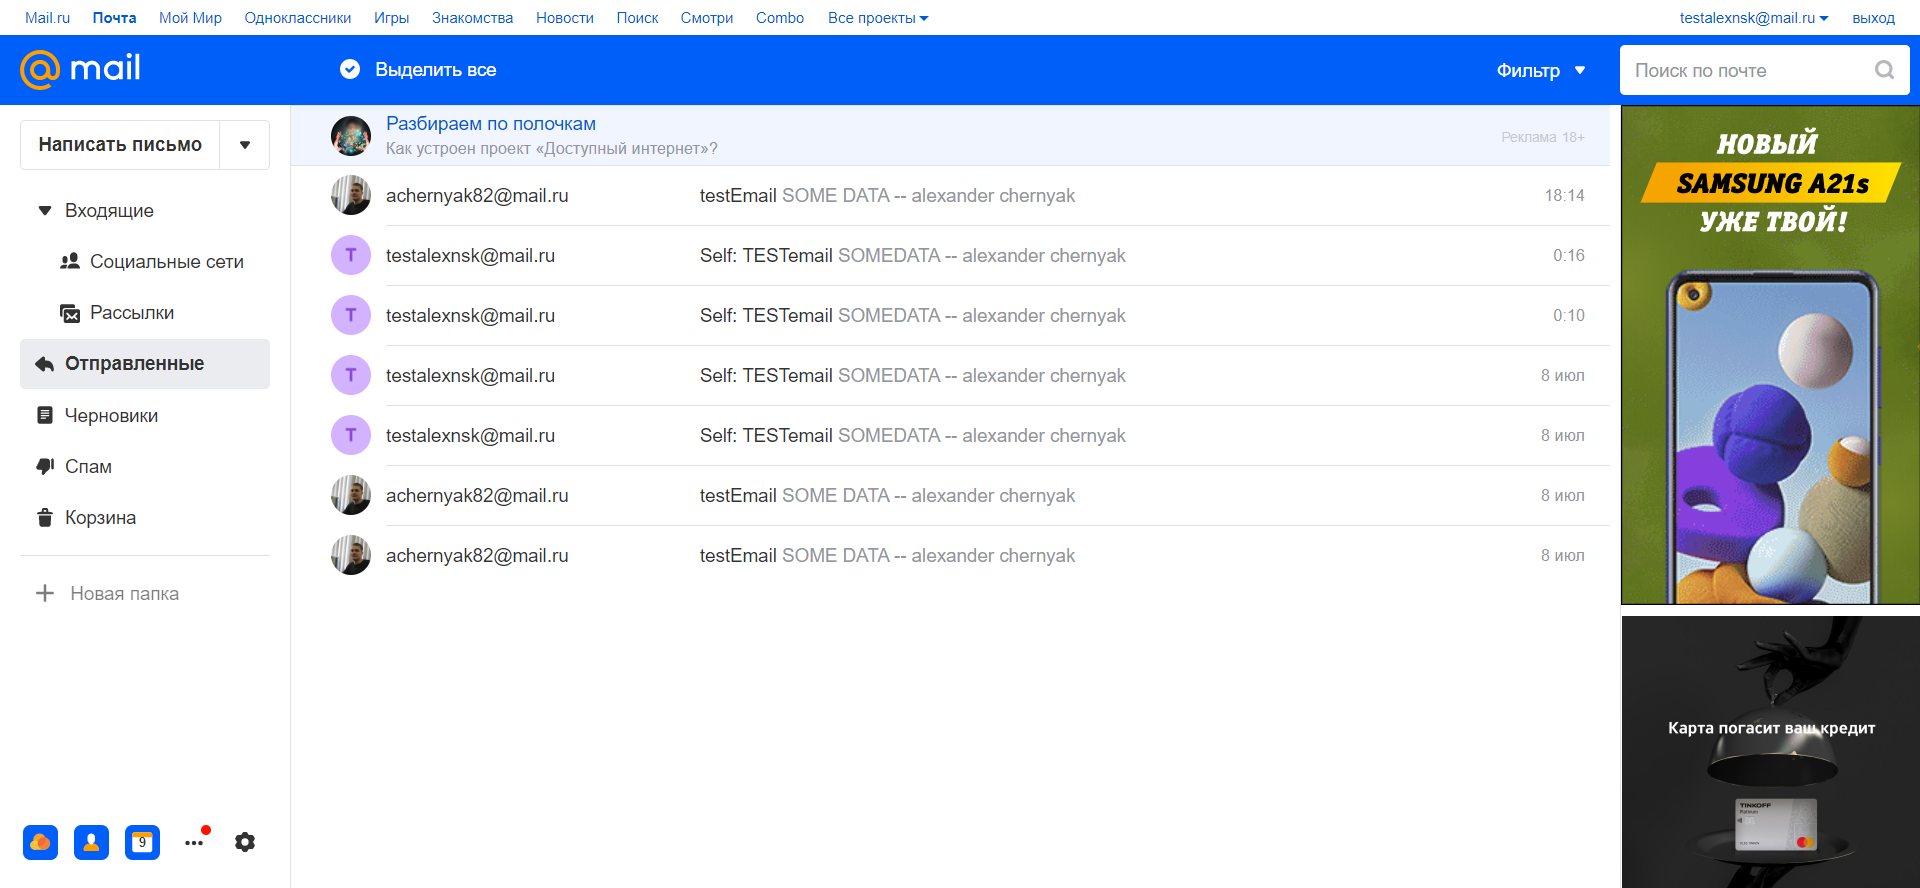 Mail.ru Почта Мой Мир Одноклассники Игры Знакомства Новости Поиск Смотри Combo Все проекты testalexnsk@mail.ru выход
@mail Выделить все Фильтр Поиск по почте
Написать письмо
Входящие
Социальные сети
Рассылки
Отправленные
Черновики
Спам
Корзина
Новая папка
9
Разбираем по полочкам
Как устроен проект «Доступный интернет»?
Реклама 18+
achernyak82@mail.ru testEmail SOME DATA -- alexander chernyak 18:14
T testalexnsk@mail.ru Self: TESTemail SOMEDATA -- alexander chernyak 0:16
T testalexnsk@mail.ru Self: TESTemail SOMEDATA -- alexander chernyak 0:10
T testalexnsk@mail.ru Self: TESTemail SOMEDATA -- alexander chernyak 8 июл
T testalexnsk@mail.ru Self: TESTemail SOMEDATA -- alexander chernyak 8 июл
achernyak82@mail.ru testEmail SOME DATA -- alexander chernyak 8 июл
achernyak82@mail.ru testEmail SOME DATA -- alexander chernyak 8 июл
НОВЫЙ
SAMSUNG A21s
УЖЕ ТВОЙ!
Карта погасит ваш кредит
TINKOFF
Platinum